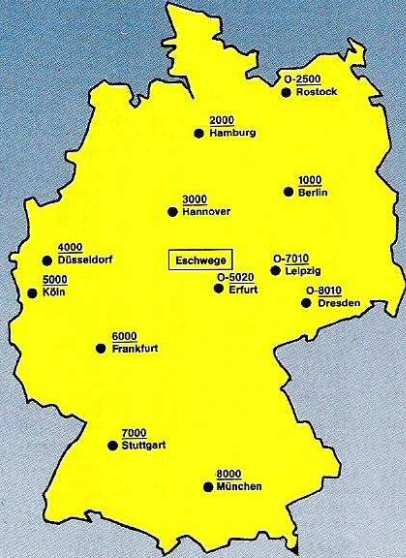 O-2500
Rostock
2000
Hamburg
1000
Berlin
3000
Hannover
4000
Düsseldorf
Eschwege
O-7010
Leipzig
5000
Köln
O-5020
Erfurt
O-8010
Dresden
6000
Frankfurt
7000
Stuttgart
8000
München